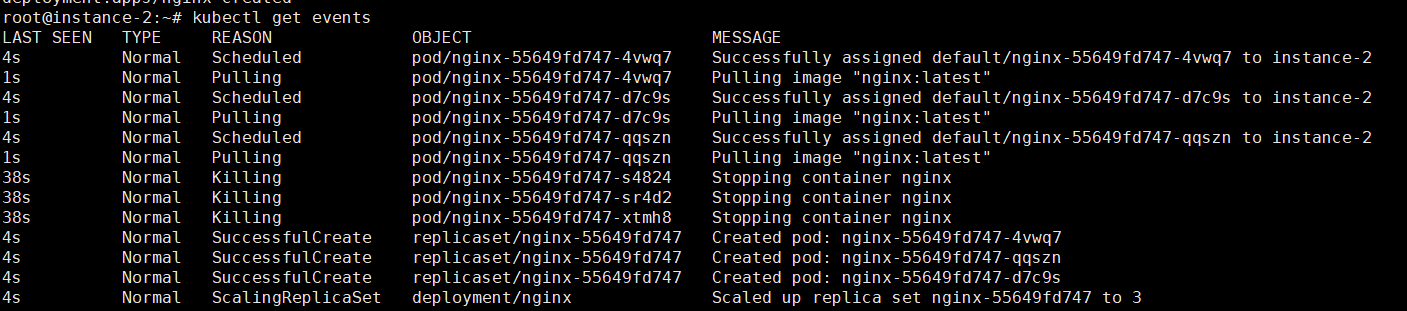 deployment.apps/nginx created
root@instance-2:~# kubectl get events
LAST SEEN   TYPE     REASON              OBJECT                        MESSAGE
4s          Normal   Scheduled           pod/nginx-55649fd747-4vwq7    Successfully assigned default/nginx-55649fd747-4vwq7 to instance-2
1s          Normal   Pulling             pod/nginx-55649fd747-4vwq7    Pulling image "nginx:latest"
4s          Normal   Scheduled           pod/nginx-55649fd747-d7c9s    Successfully assigned default/nginx-55649fd747-d7c9s to instance-2
1s          Normal   Pulling             pod/nginx-55649fd747-d7c9s    Pulling image "nginx:latest"
4s          Normal   Scheduled           pod/nginx-55649fd747-qqszn    Successfully assigned default/nginx-55649fd747-qqszn to instance-2
1s          Normal   Pulling             pod/nginx-55649fd747-qqszn    Pulling image "nginx:latest"
38s         Normal   Killing             pod/nginx-55649fd747-s4824    Stopping container nginx
38s         Normal   Killing             pod/nginx-55649fd747-sr4d2    Stopping container nginx
38s         Normal   Killing             pod/nginx-55649fd747-xtmh8    Stopping container nginx
4s          Normal   SuccessfulCreate    replicaset/nginx-55649fd747   Created pod: nginx-55649fd747-4vwq7
4s          Normal   SuccessfulCreate    replicaset/nginx-55649fd747   Created pod: nginx-55649fd747-qqszn
4s          Normal   SuccessfulCreate    replicaset/nginx-55649fd747   Created pod: nginx-55649fd747-d7c9s
4s          Normal   ScalingReplicaSet   deployment/nginx              Scaled up replica set nginx-55649fd747 to 3